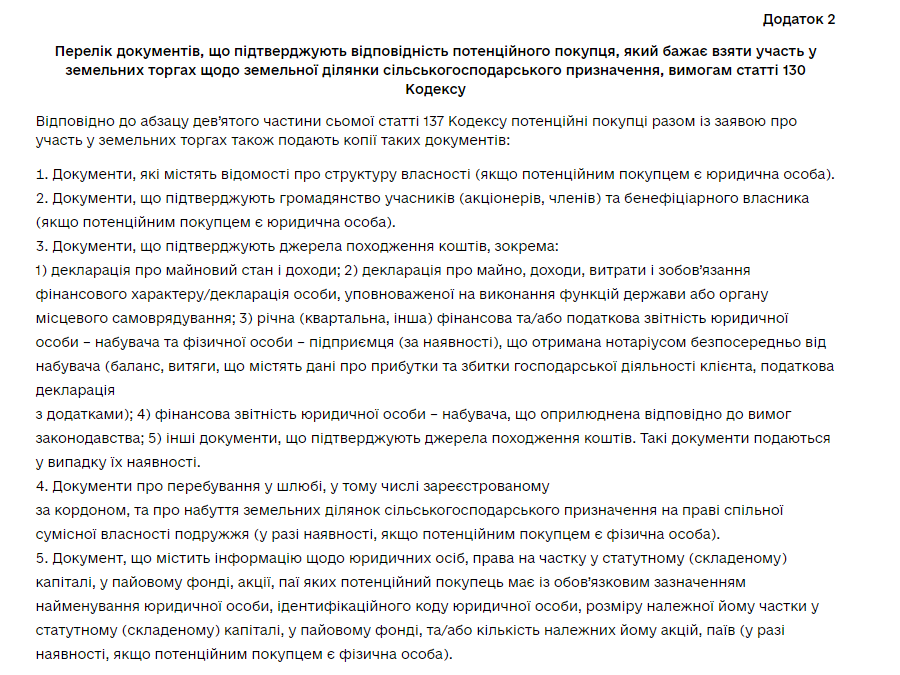 Додаток 2
Перелік документів, що підтверджують відповідність потенційного покупця, який бажає взяти участь у
земельних торгах щодо земельної ділянки сільськогосподарського призначення, вимогам статті 130
Кодексу
Відповідно до абзацу дев’ятого частини сьомої статті 137 Кодексу потенційні покупці разом із заявою про
участь у земельних торгах також подають копії таких документів:
1. Документи, які містять відомості про структуру власності (якщо потенційним покупцем є юридична особа).
2. Документи, що підтверджують громадянство учасників (акціонерів, членів) та бенефіціарного власника
(якщо потенційним покупцем є юридична особа).
3. Документи, що підтверджують джерела походження коштів, зокрема:
1) декларація про майновий стан і доходи; 2) декларація про майно, доходи, витрати і зобов’язання
фінансового характеру/декларація особи, уповноваженої на виконання функцій держави або органу
місцевого самоврядування; 3) річна (квартальна, інша) фінансова та/або податкова звітність юридичної
особи – набувача та фізичної особи – підприємця (за наявності), що отримана нотаріусом безпосередньо від
набувача (баланс, витяги, що містять дані про прибутки та збитки господарської діяльності клієнта, податкова
декларація
з додатками); 4) фінансова звітність юридичної особи – набувача, що оприлюднена відповідно до вимог
законодавства; 5) інші документи, що підтверджують джерела походження коштів. Такі документи подаються
у випадку їх наявності.
4. Документи про перебування у шлюбі, у тому числі зареєстрованому
за кордоном, та про набуття земельних ділянок сільськогосподарського призначення на праві спільної
сумісної власності подружжя (у разі наявності, якщо потенційним покупцем є фізична особа).
5. Документ, що містить інформацію щодо юридичних осіб, права на частку у статутному (складеному)
капіталі, у пайовому фонді, акції, паї яких потенційний покупець має із обов’язковим зазначенням
найменування юридичної особи, ідентифікаційного коду юридичної особи, розміру належної йому частки у
статутному (складеному) капіталі, у пайовому фонді, та/або кількість належних йому акцій, паїв (у разі
наявності, якщо потенційним покупцем є фізична особа).